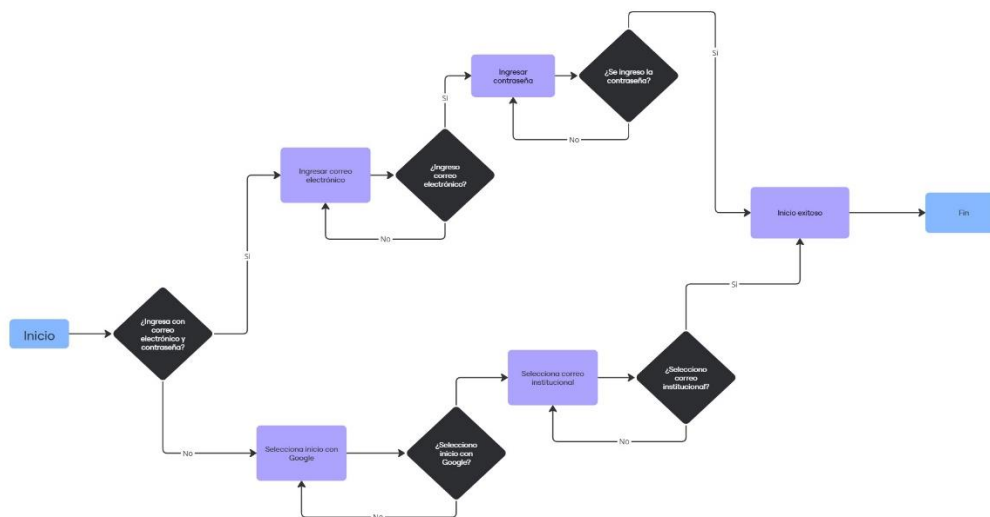 Ingresar
contraseña
¿Se ingreso la
contraseña?
Si
No
Si
Ingresar correo
electrónico
¿Ingreso
correo
electrónico?
No
Si
Inicio exitoso
Fin
Si
Inicio
¿Ingresa con
correo
electrónico y
contraseña?
Selecciona correo
institucional
¿Selecciono
correo
institucional?
No
No
Selecciona inicio con
Google
¿Selecciono
inicio con
Google?
No